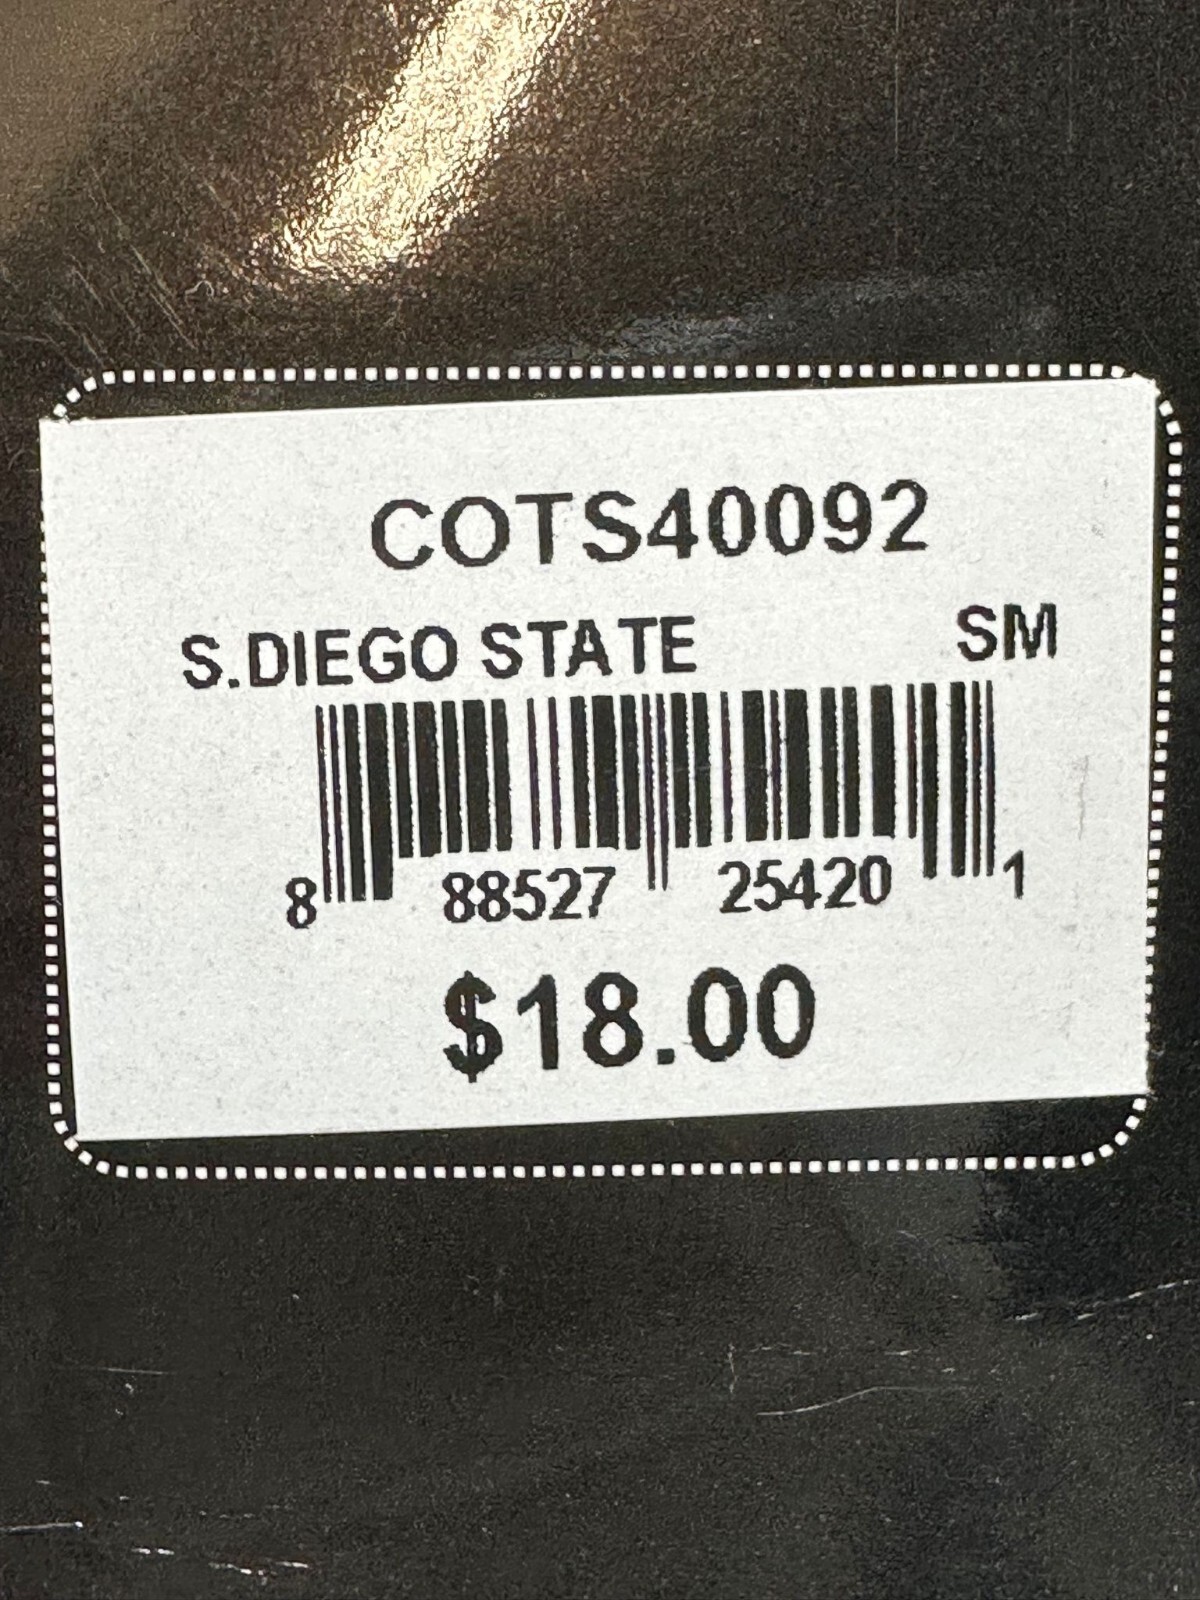 COTS40092
S.DIEGO STATE SM
8 88527 25420 1
$18.00